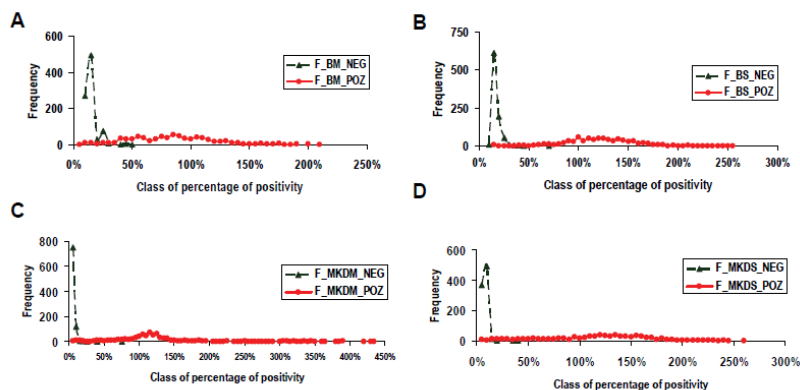 A
600
400
200
0
Frequency
F_BM_NEG
F_BM_POZ
0% 50% 100% 150% 200% 250%
Class of percentage of positivity
B
750
500
250
0
Frequency
F_BS_NEG
F_BS_POZ
0% 50% 100% 150% 200% 250% 300%
Class of percentage of positivity
C
800
600
400
200
0
Frequency
F_MKDM_NEG
F_MKDM_POZ
0% 50% 100% 150% 200% 250% 300% 350% 400% 450%
Class of percentage of positivity
D
600
400
200
0
Frequency
F_MKDS_NEG
F_MKDS_POZ
0% 50% 100% 150% 200% 250% 300%
Class of percentage of positivity